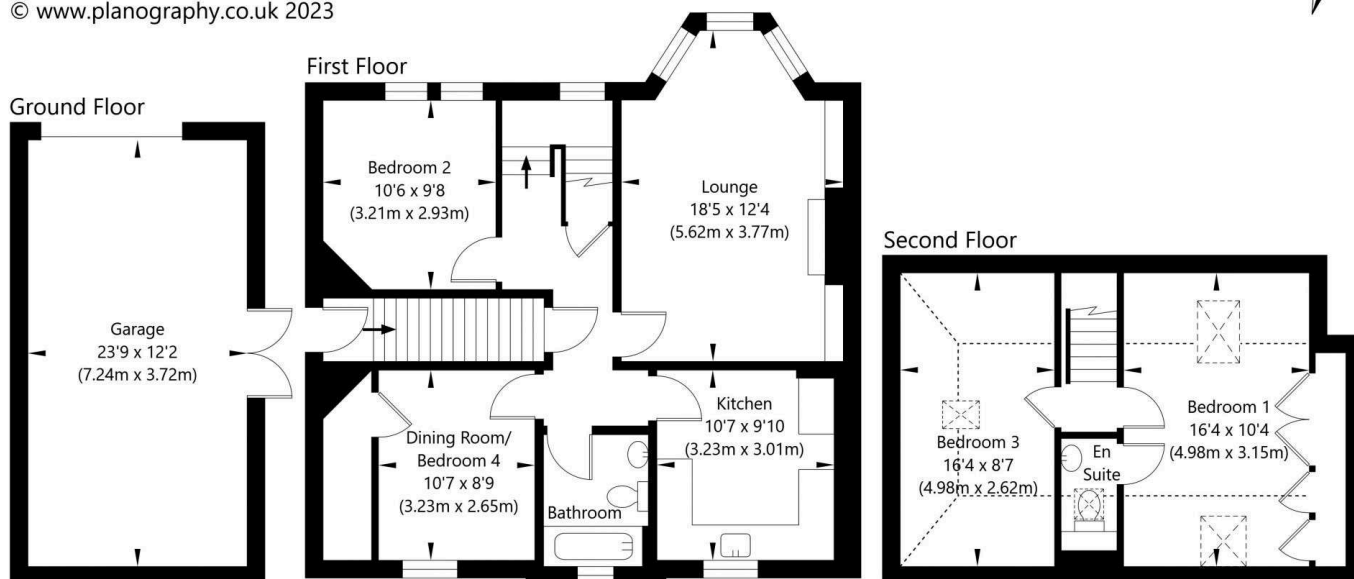 © www.planography.co.uk 2023
First Floor
Ground Floor
Bedroom 2
10'6 x 9'8
(3.21m x 2.93m)
Lounge
18'5 x 12'4
(5.62m x 3.77m)
Second Floor
Garage
23'9 x 12'2
(7.24m x 3.72m)
Kitchen
10'7 x 9'10
(3.23m x 3.01m)
Dining Room/
Bedroom 4
10'7 x 8'9
(3.23m x 2.65m)
Bathroom
Bedroom 1
16'4 x 10'4
(4.98m x 3.15m)
Bedroom 3
16'4 x 8'7
(4.98m x 2.62m)
En
Suite